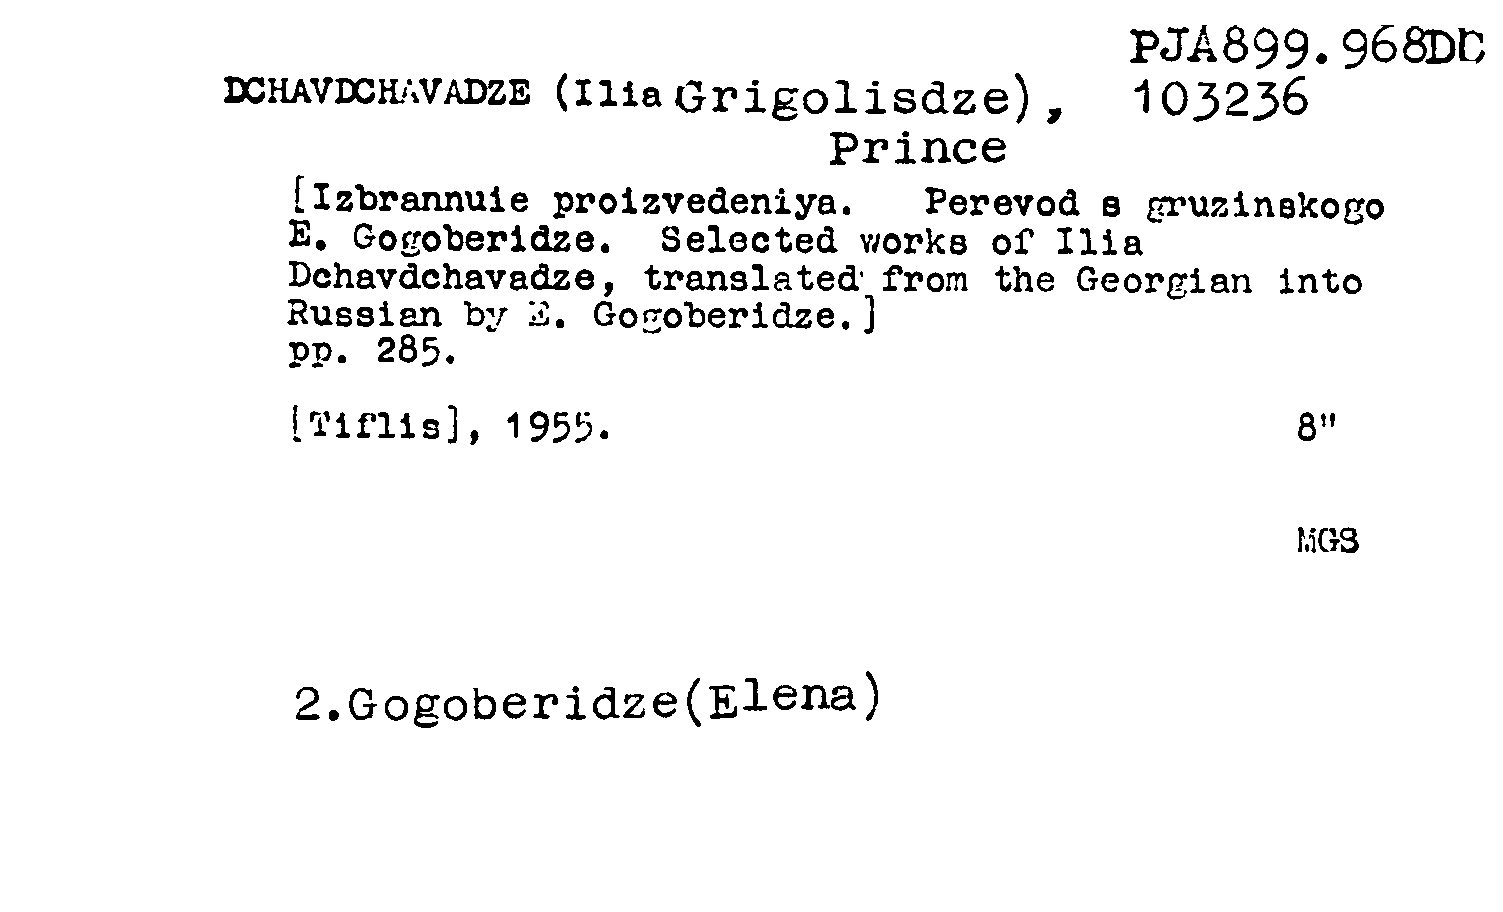 PJA899.968DD
DCHAVDCHAVADZE (Ilia Grigolisdze), 103236
Prince
[Izbrannuie proizvedeniya. Perevod s gruzinskogo
E. Gogoberidze. Selected works of Ilia
Dchavdchavadze, translated from the Georgian into
Russian by E. Gogoberidze.]
pp. 285.
[Tiflis], 1955. 8"
MGS
2.Gogoberidze(Elena)